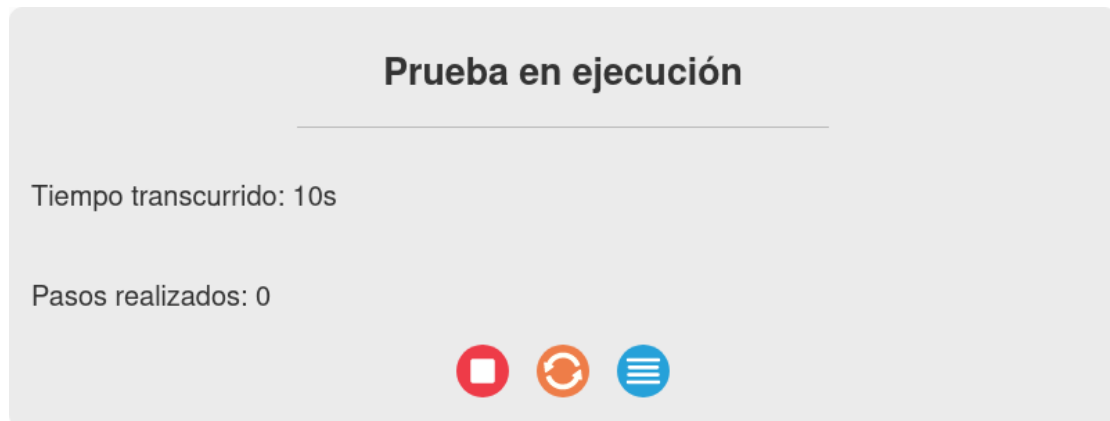 Prueba en ejecución
Tiempo transcurrido: 10s
Pasos realizados: 0